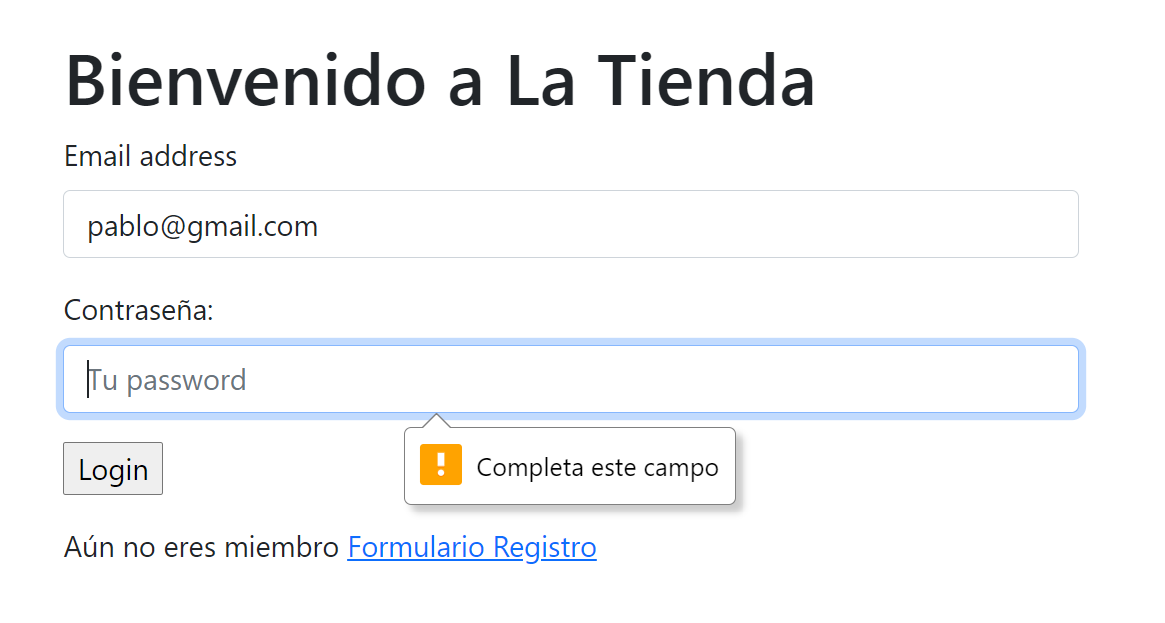 Bienvenido a La Tienda
Email address
pablo@gmail.com
Contraseña:
Tu password
Completa este campo
Login
Aún no eres miembro Formulario Registro